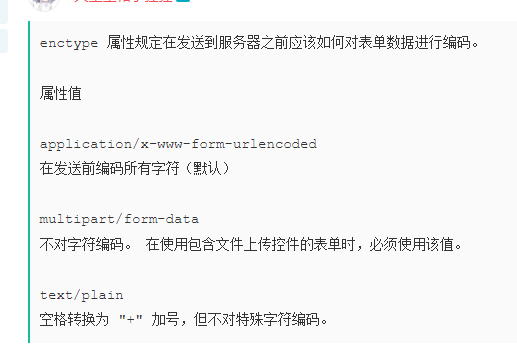 enctype 属性规定在发送到服务器之前应该如何对表单数据进行编码。
属性值
application/x-www-form-urlencoded
在发送前编码所有字符（默认）
multipart/form-data
不对字符编码。 在使用包含文件上传控件的表单时，必须使用该值。
text/plain
空格转换为 "+" 加号，但不对特殊字符编码。